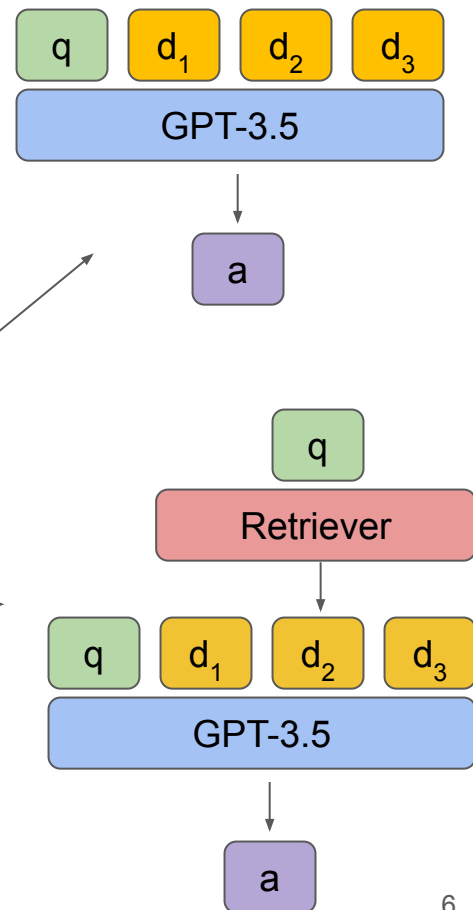 q d₁ d₂ d₃
GPT-3.5
a
q
Retriever
q d₁ d₂ d₃
GPT-3.5
a
6